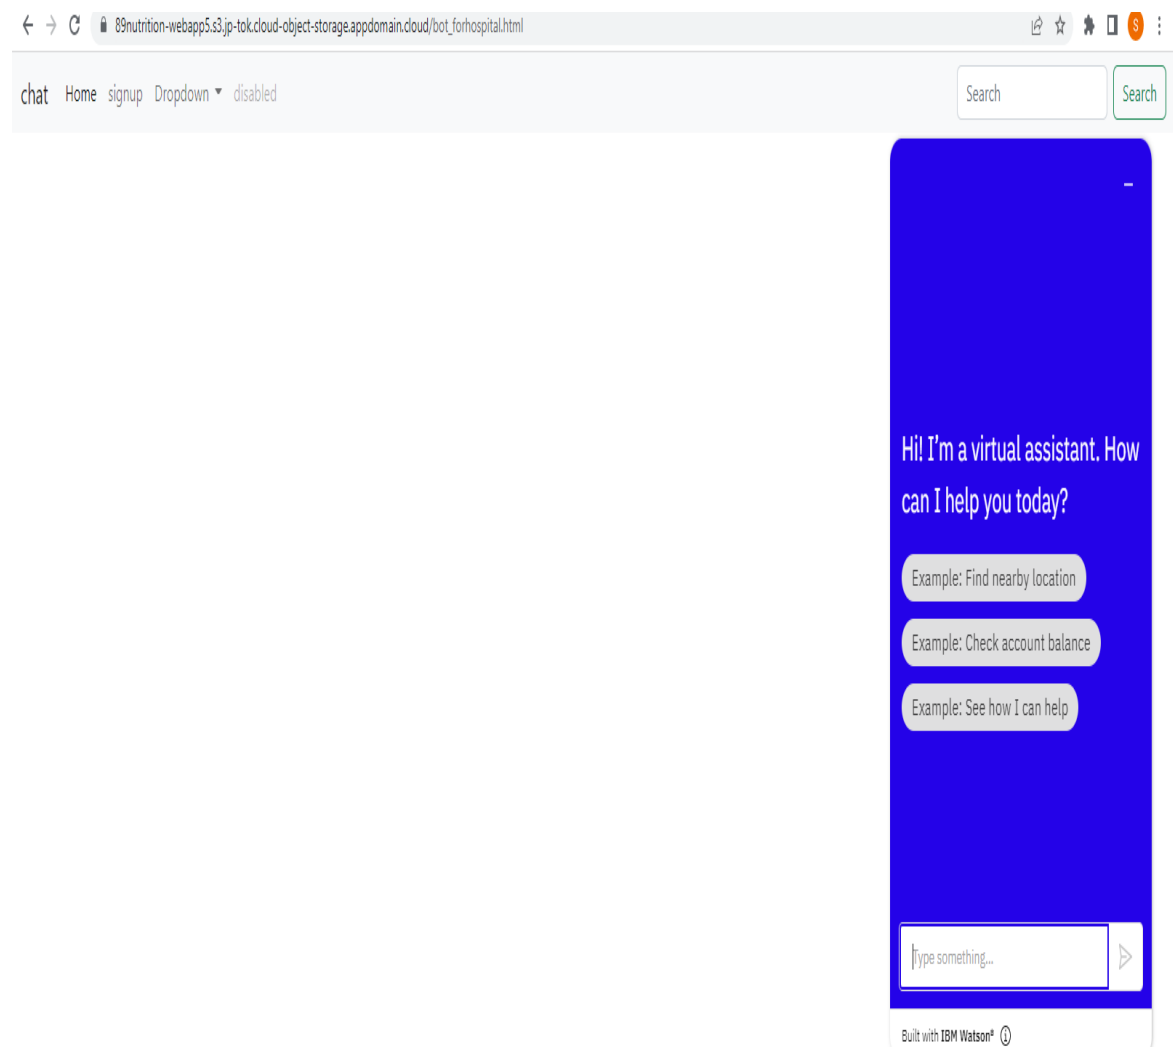 89nutrition-webapp5.s3.jp-tok.cloud-object-storage.appdomain.cloud/bot_forhospital.html
S
chat Home signup Dropdown disabled Search Search
Hi! I'm a virtual assistant. How
can I help you today?
Example: Find nearby location
Example: Check account balance
Example: See how I can help
Type something...
Built with IBM Watson®